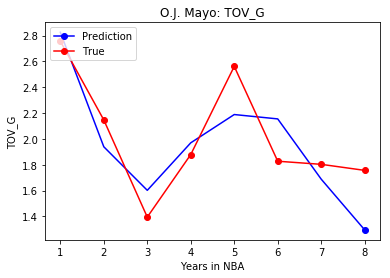 O.J. Mayo: TOV_G
Prediction
True
2.8
2.6
2.4
2.2
2.0
1.8
1.6
1.4
TOV_G
1 2 3 4 5 6 7 8
Years in NBA